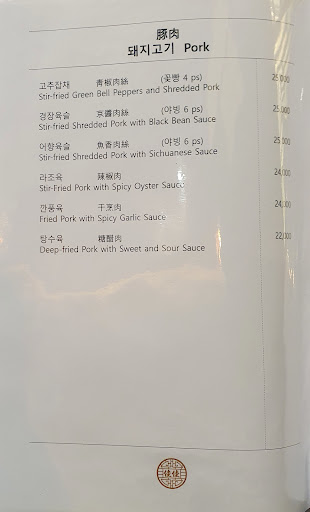 豚肉
돼지고기 Pork
고추잡채 靑椒肉絲 (꽃빵 4 ps) 25,000
Stir-fried Green Bell Peppers and Shredded Pork
경장육슬 京醬肉絲 (야빙 6 ps) 25,000
Stir-fried Shredded Pork with Black Bean Sauce
어향육슬 魚香肉絲 (야빙 6 ps) 25,000
Stir-fried Shredded Pork with Sichuanese Sauce
라조육 辣椒肉 24,000
Stir-Fried Pork with Spicy Oyster Sauce
깐풍육 干烹肉 24,000
Fried Pork with Spicy Garlic Sauce
탕수육 糖醋肉 22,000
Deep-fried Pork with Sweet and Sour Sauce